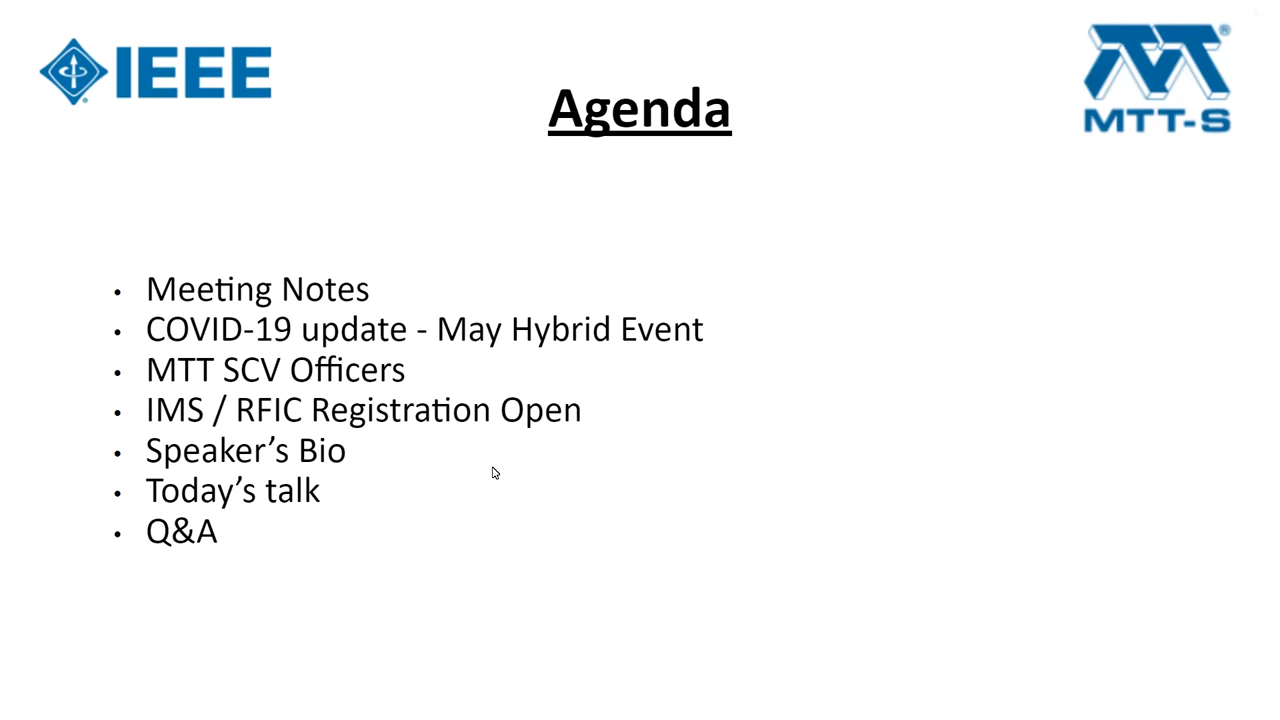 IEEE
MTT-S
Agenda
• Meeting Notes
• COVID-19 update - May Hybrid Event
• MTT SCV Officers
• IMS / RFIC Registration Open
• Speaker’s Bio
• Today’s talk
• Q&A